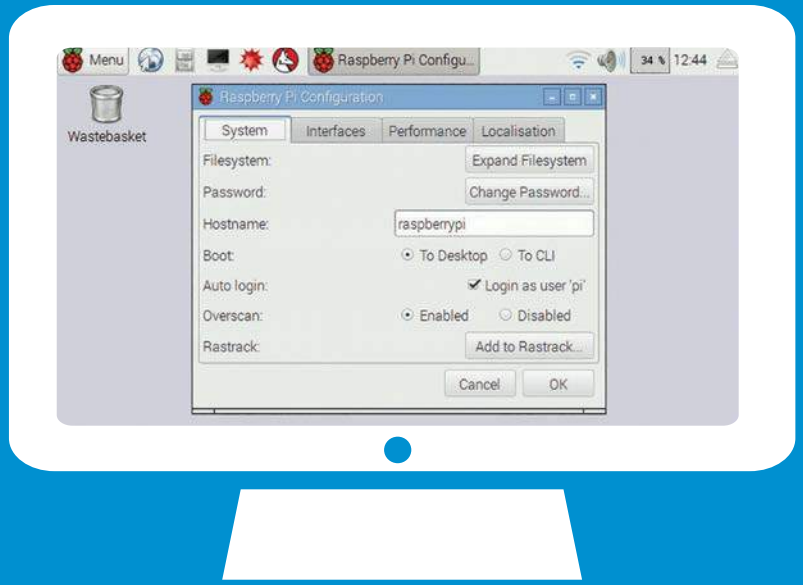 Menu Raspberry Pi Configu... 34 % 12:44
Wastebasket
Raspberry Pi Configuration
System Interfaces Performance Localisation
Filesystem: Expand Filesystem
Password: Change Password...
Hostname: raspberrypi
Boot: To Desktop To CLI
Auto login: Login as user 'pi'
Overscan: Enabled Disabled
Rastrack: Add to Rastrack...
Cancel OK